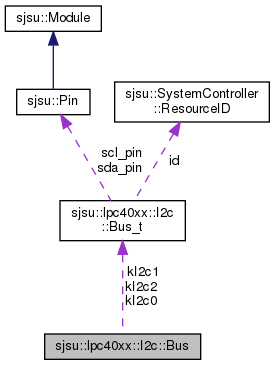 sjsu::Module
sjsu::Pin
sjsu::SystemController
::ResourceID
scl_pin
sda_pin
id
sjsu::lpc40xx::I2c
::Bus_t
kI2c1
kI2c2
kI2c0
sjsu::lpc40xx::I2c::Bus